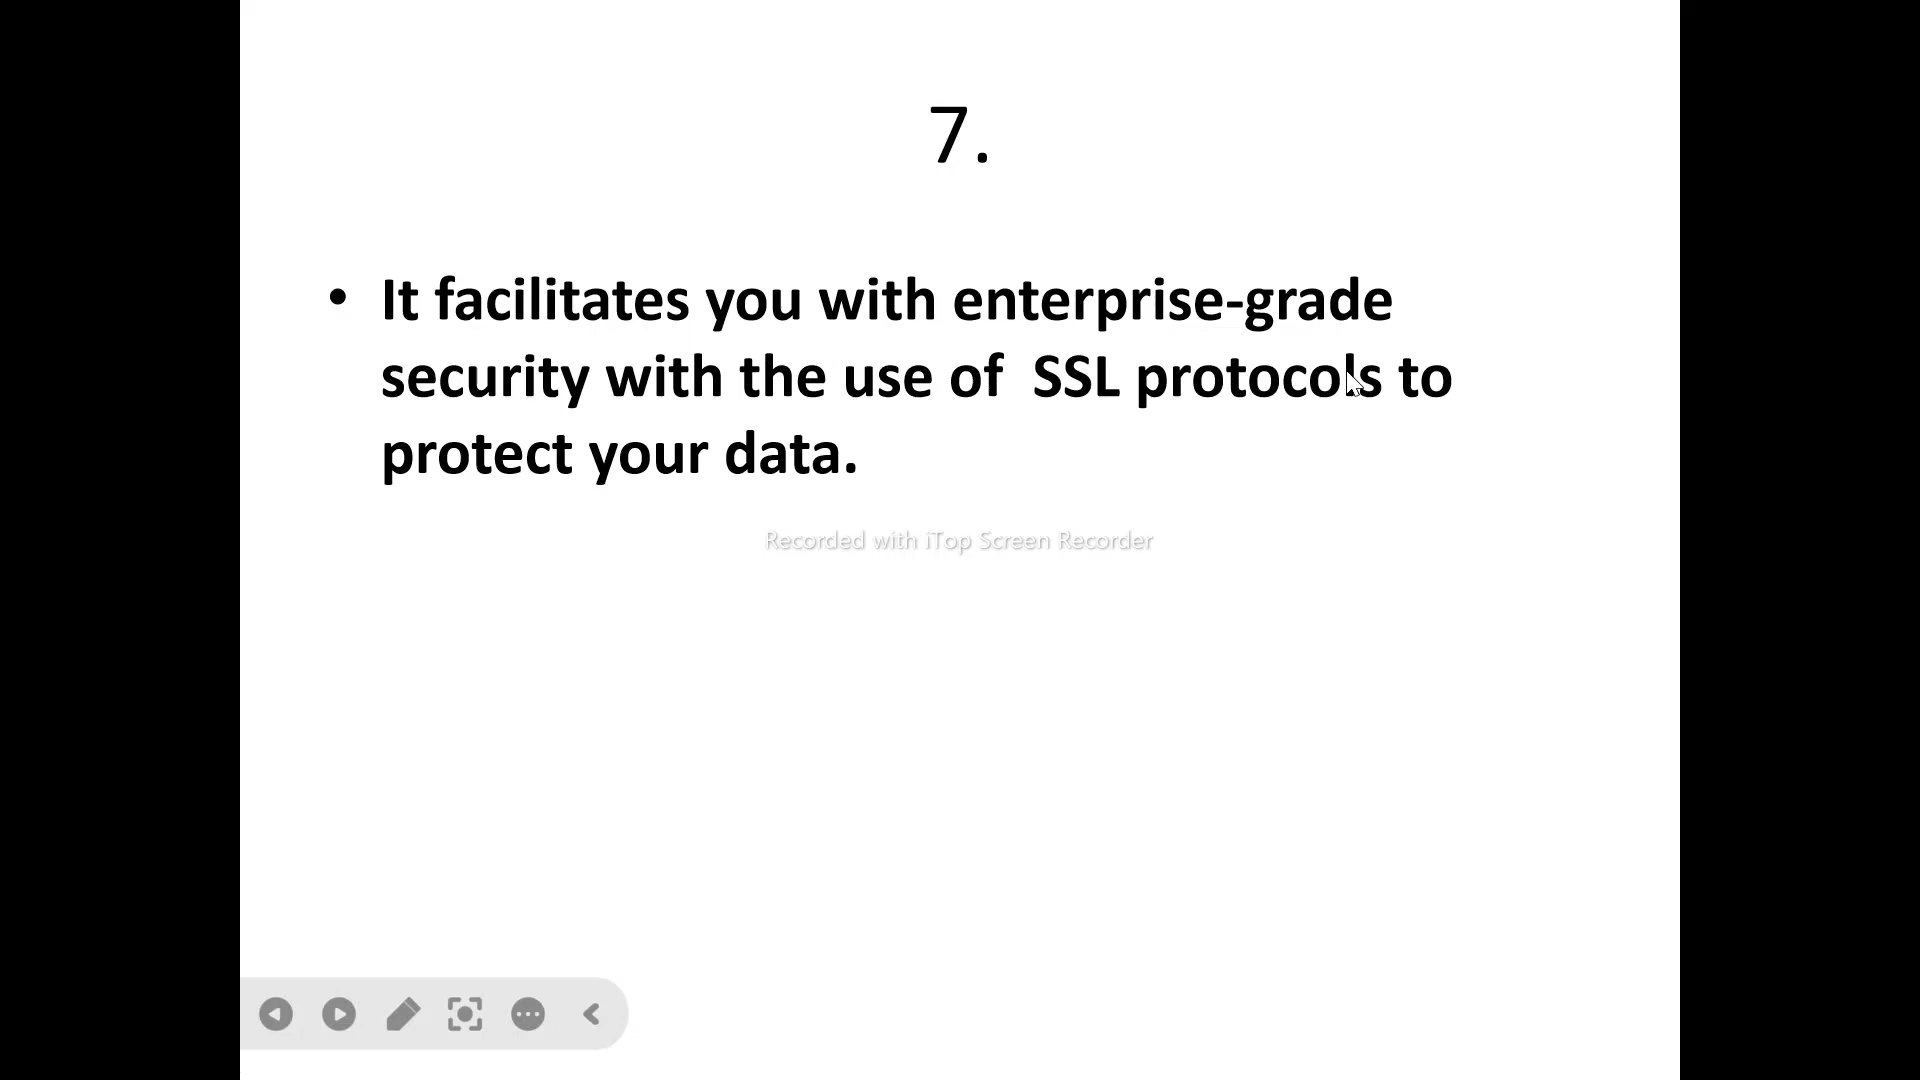 7.
• It facilitates you with enterprise-grade
security with the use of  SSL protocols to
protect your data.
Recorded with iTop Screen Recorder